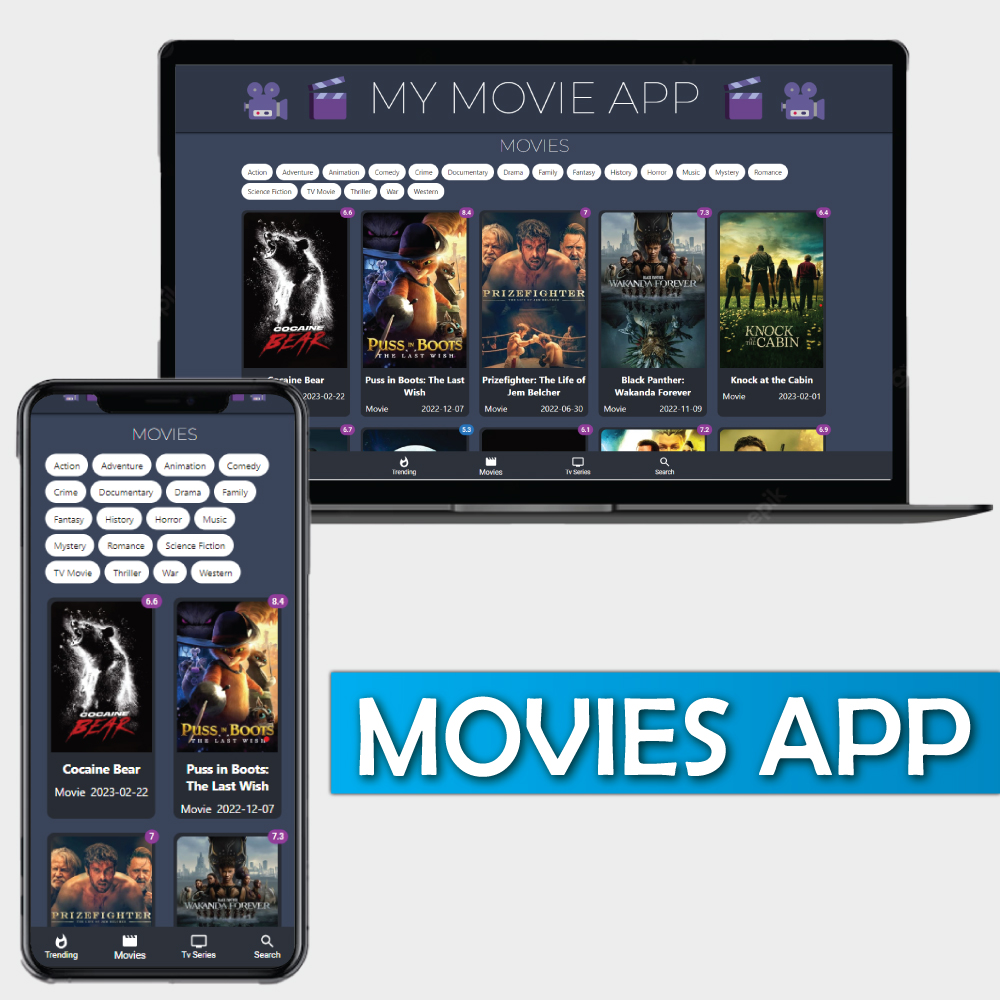 MY MOVIE APP
MOVIES
Action Adventure Animation Comedy Crime Documentary Drama Family Fantasy History Horror Music Mystery Romance
Science Fiction TV Movie Thriller War Western
6.6 8.4 7 7.3 6.4
COCAINE
BEAR
PUSS IN BOOTS
THE LAST WISH
PRIZEFIGHTER
WAKANDA FOREVER
KNOCK
AT THE CABIN
Cocaine Bear
2023-02-22
Puss in Boots: The Last
Wish
Movie 2022-12-07
Prizefighter: The Life of
Jem Belcher
Movie 2022-06-30
Black Panther:
Wakanda Forever
Movie 2022-11-09
Knock at the Cabin
Movie 2023-02-01
6.7 5.3 6.1 7.2 6.9
Trending Movies Tv Series Search
MOVIES
Action Adventure Animation Comedy
Crime Documentary Drama Family
Fantasy History Horror Music
Mystery Romance Science Fiction
TV Movie Thriller War Western
6.6 8.4
COCAINE
BEAR
PUSS IN BOOTS
THE LAST WISH
Cocaine Bear
Movie 2023-02-22
Puss in Boots:
The Last Wish
Movie 2022-12-07
7 7.3
PRIZEFIGHTER
WAKANDA FOREVER
Trending Movies Tv Series Search
MOVIES APP